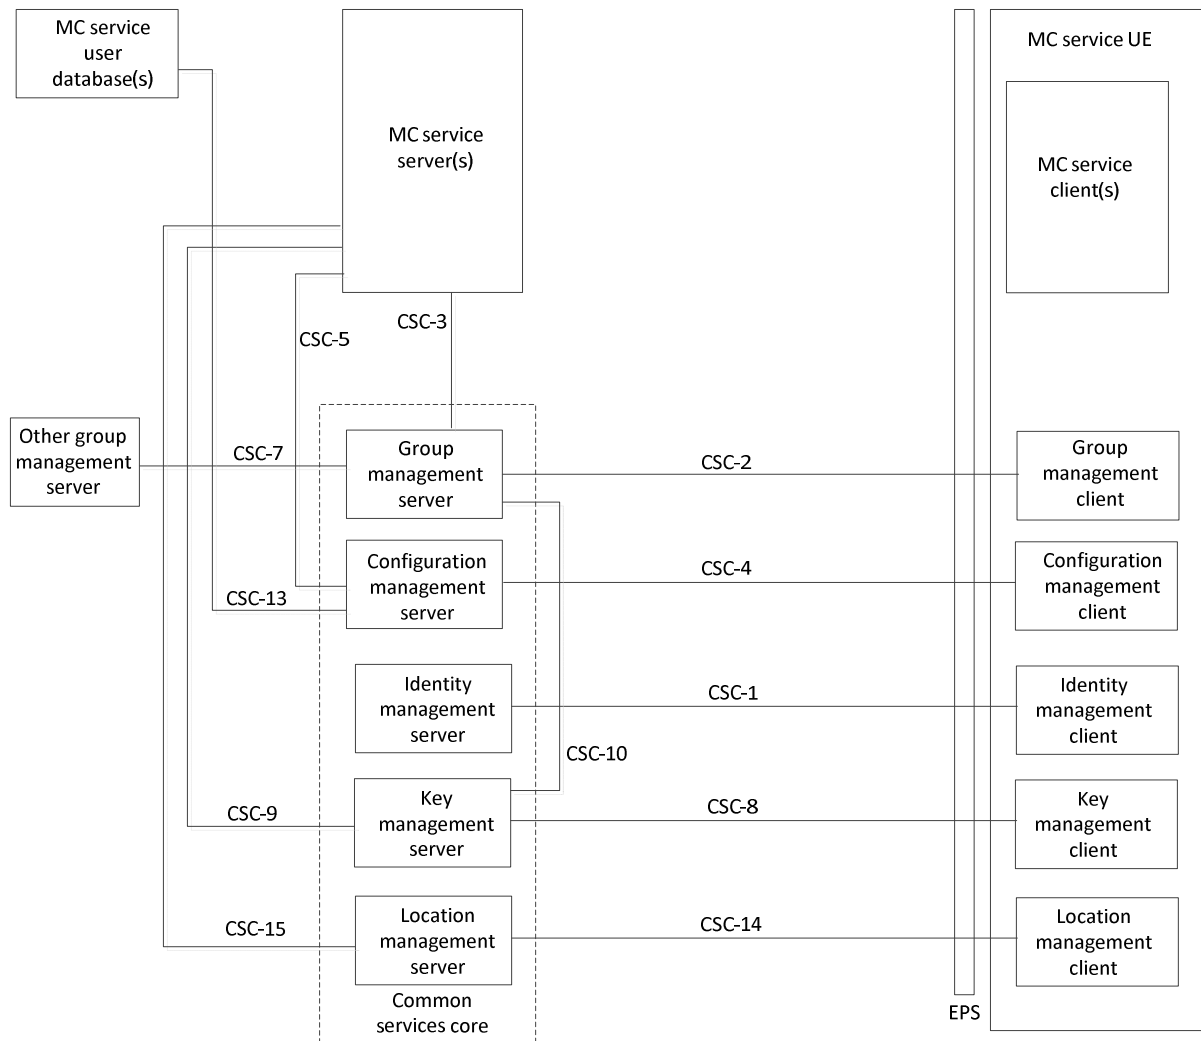 MC service
user
database(s)
MC service
server(s)
MC service UE
MC service
client(s)
CSC-3
CSC-5
Other group
management
server
CSC-7
Group
management
server
CSC-2
Group
management
client
Configuration
management
server
CSC-4
Configuration
management
client
CSC-13
Identity
management
server
CSC-1
Identity
management
client
CSC-10
CSC-9
Key
management
server
CSC-8
Key
management
client
CSC-15
Location
management
server
CSC-14
Location
management
client
Common
services core
EPS